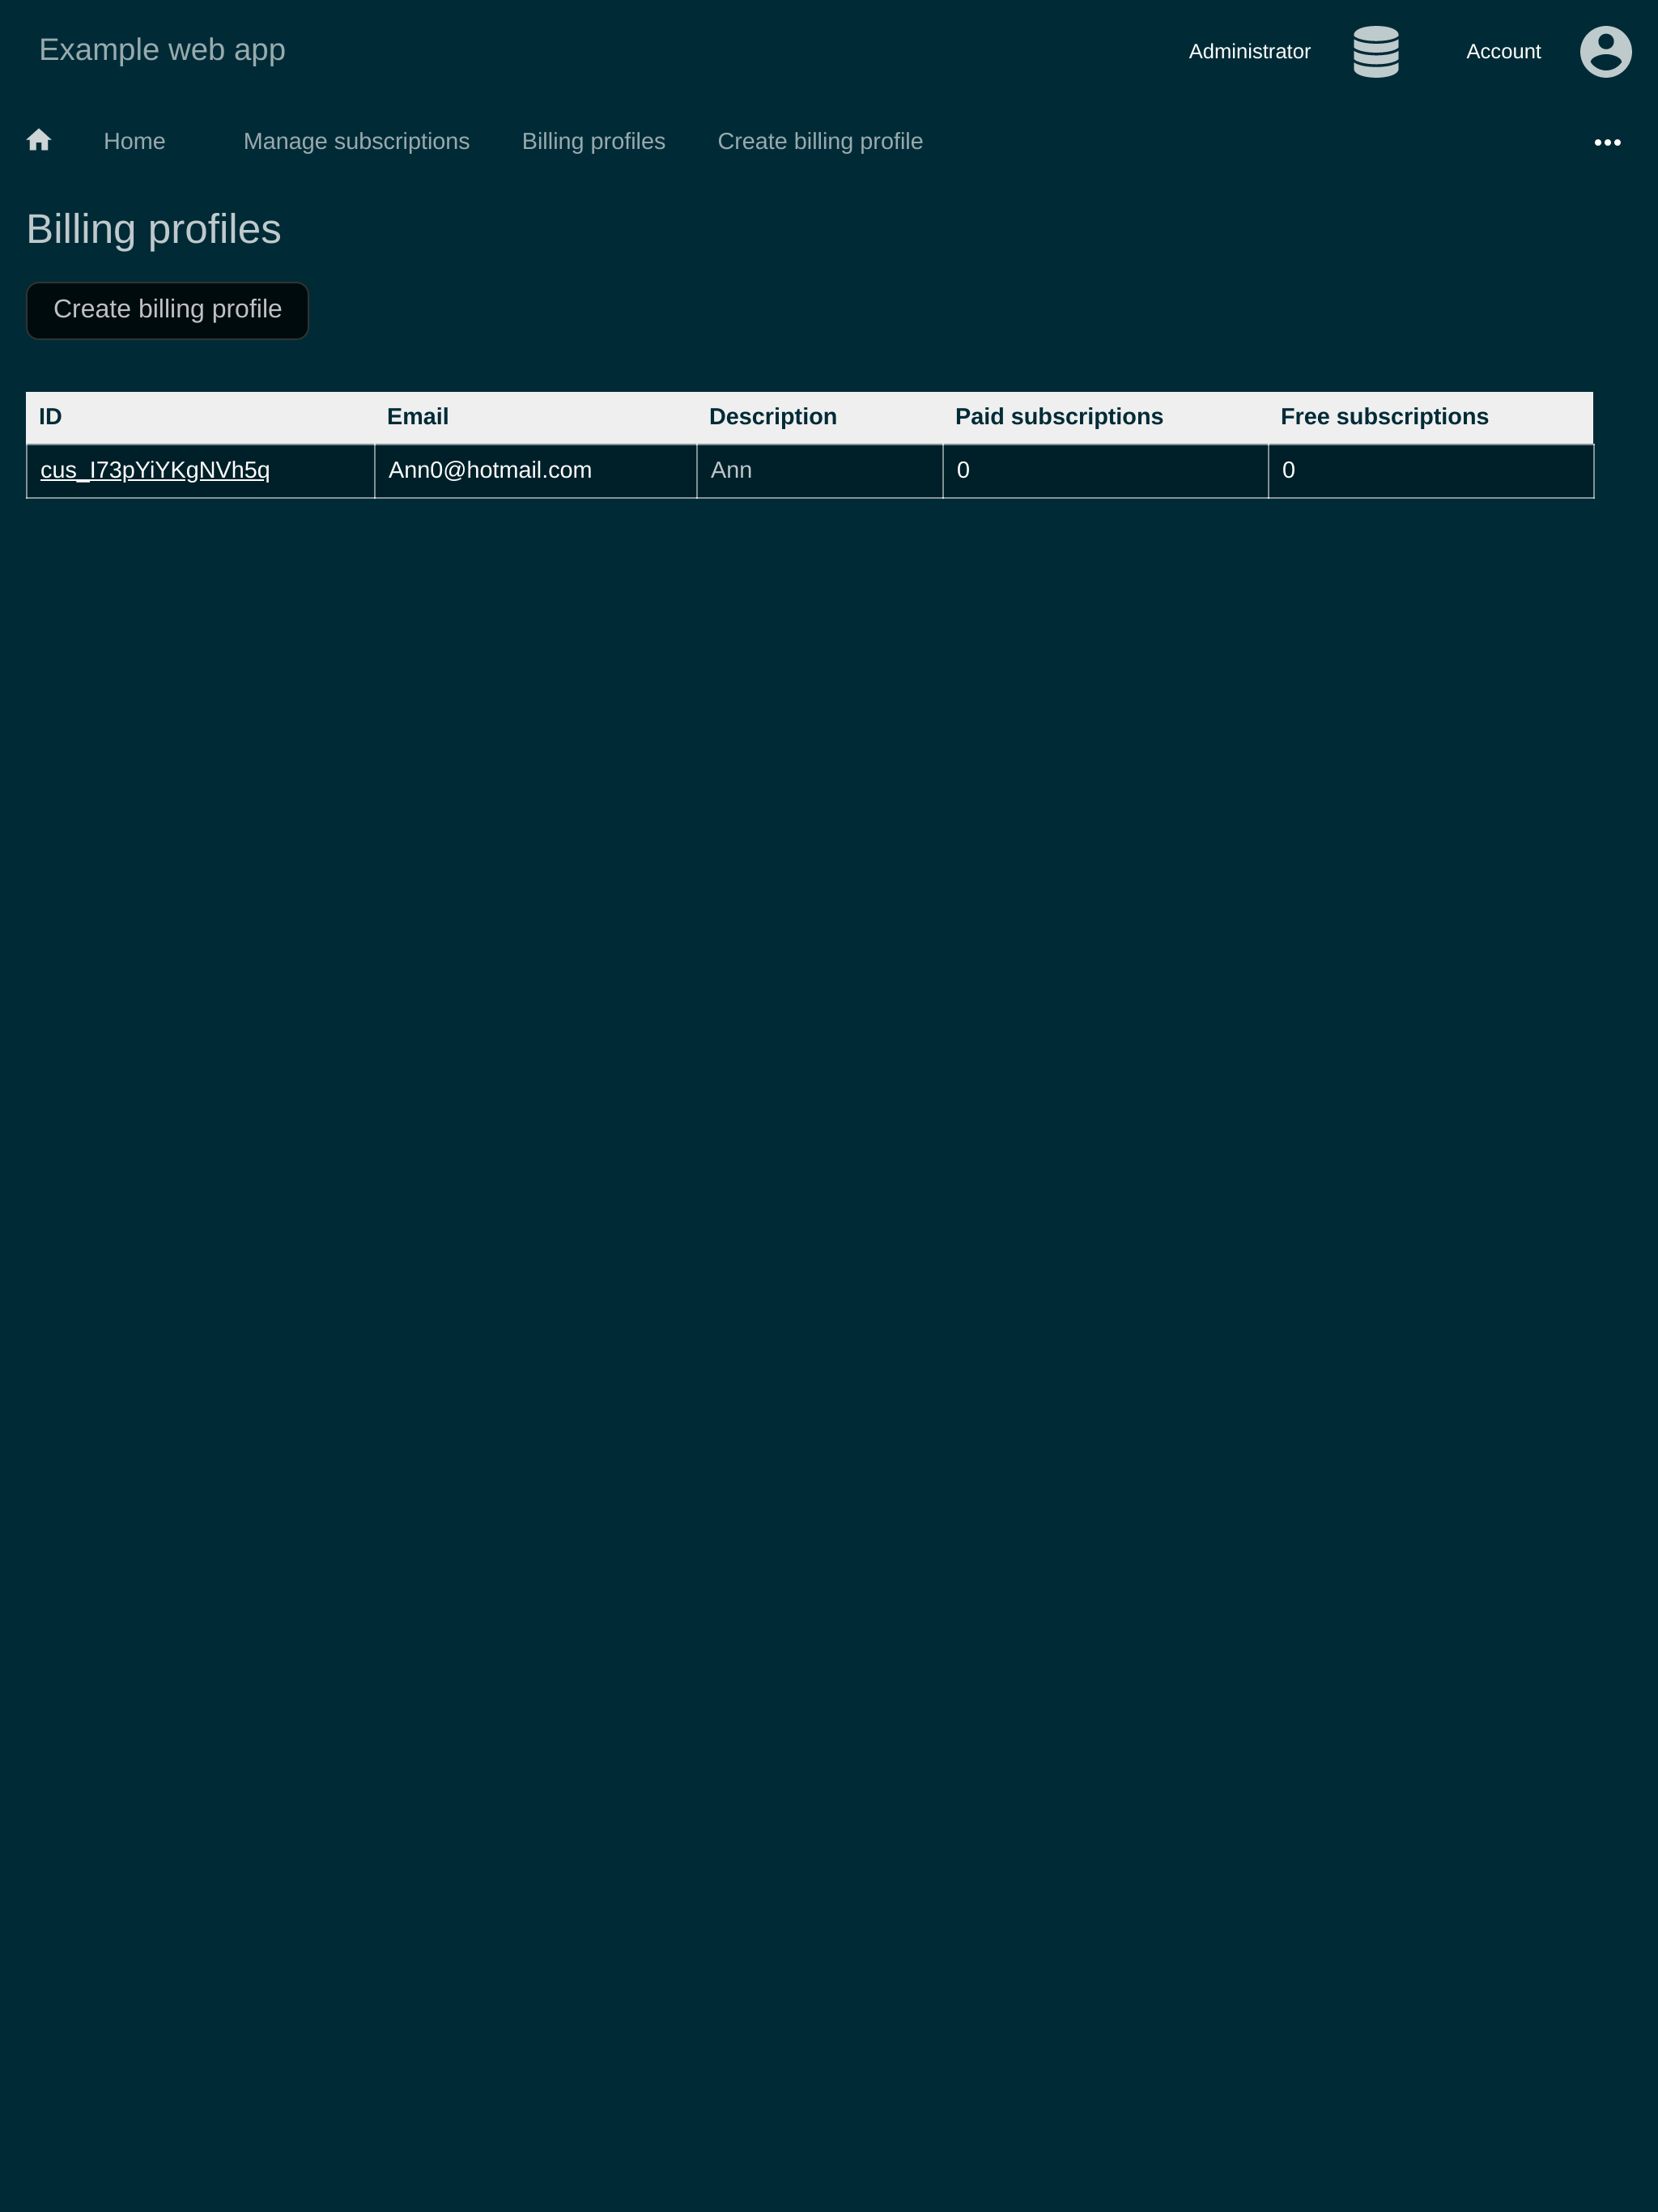 Example web app
Administrator
Account
Home Manage subscriptions Billing profiles Create billing profile
Billing profiles
Create billing profile
ID Email Description Paid subscriptions Free subscriptions
cus_I73pYiYKgNVh5q Ann0@hotmail.com Ann 0 0